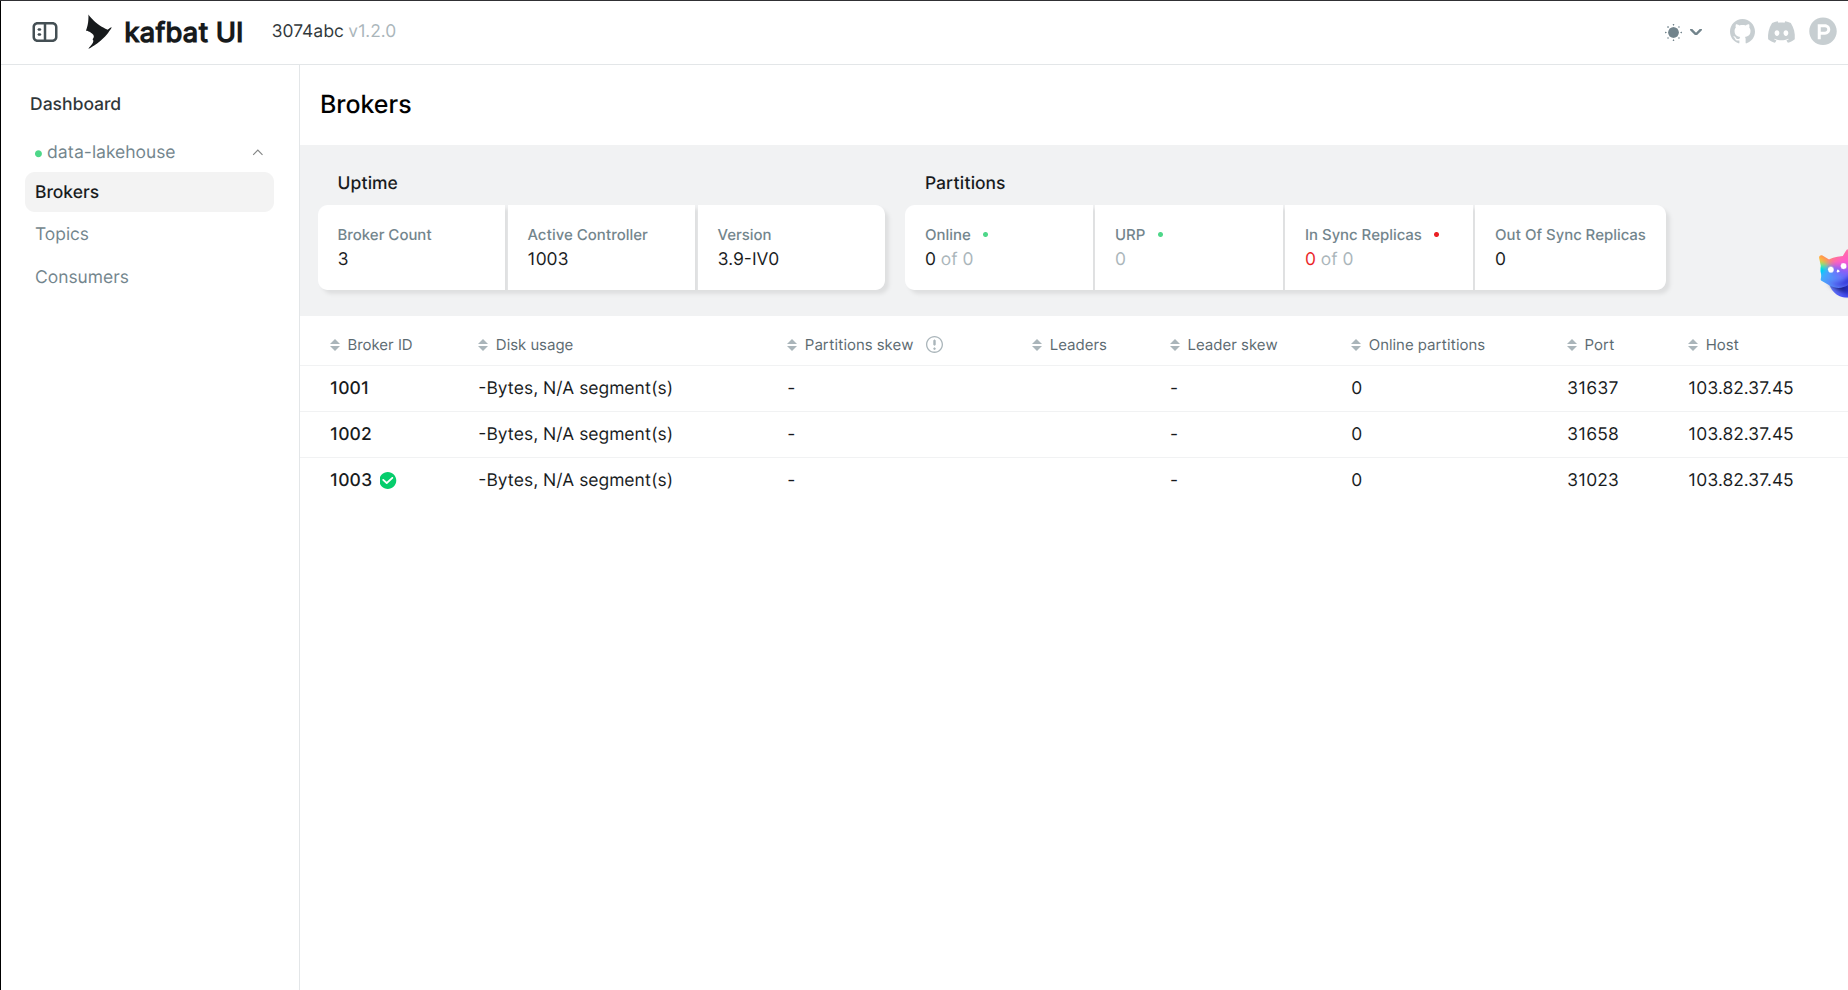 kafbat UI 3074abc v1.2.0
P
Dashboard
data-lakehouse
Brokers
Topics
Consumers
Brokers
Uptime
Broker Count
3
Active Controller
1003
Version
3.9-IV0
Partitions
Online
0 of 0
URP
0
In Sync Replicas
0 of 0
Out Of Sync Replicas
0
Broker ID Disk usage Partitions skew Leaders Leader skew Online partitions Port Host
1001 -Bytes, N/A segment(s) - - 0 31637 103.82.37.45
1002 -Bytes, N/A segment(s) - - 0 31658 103.82.37.45
1003 -Bytes, N/A segment(s) - - 0 31023 103.82.37.45